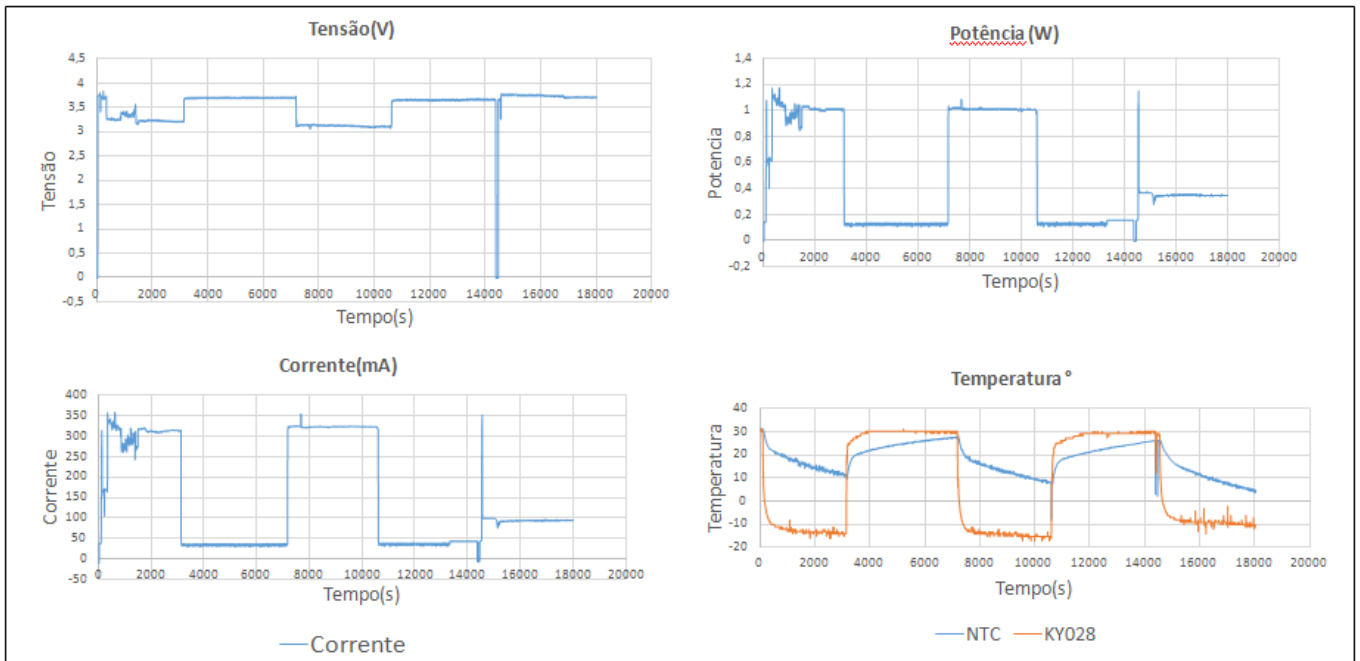 Tensão(V)
4,5
4
3,5
3
2,5
2
1,5
1
0,5
0
-0,5
0 2000 4000 6000 8000 10000 12000 14000 16000 18000 20000
Tensão
Tempo(s)
Potência (W)
1,4
1,2
1
0,8
0,6
0,4
0,2
0
-0,2
0 2000 4000 6000 8000 10000 12000 14000 16000 18000 20000
Potencia
Tempo(s)
Corrente(mA)
400
350
300
250
200
150
100
50
0
-50
0 2000 4000 6000 8000 10000 12000 14000 16000 18000 20000
Corrente
Tempo(s)
Corrente
Temperatura °
40
30
20
10
0
-10
-20
0 2000 4000 6000 8000 10000 12000 14000 16000 18000 20000
Temperatura
Tempo(s)
NTC KY028